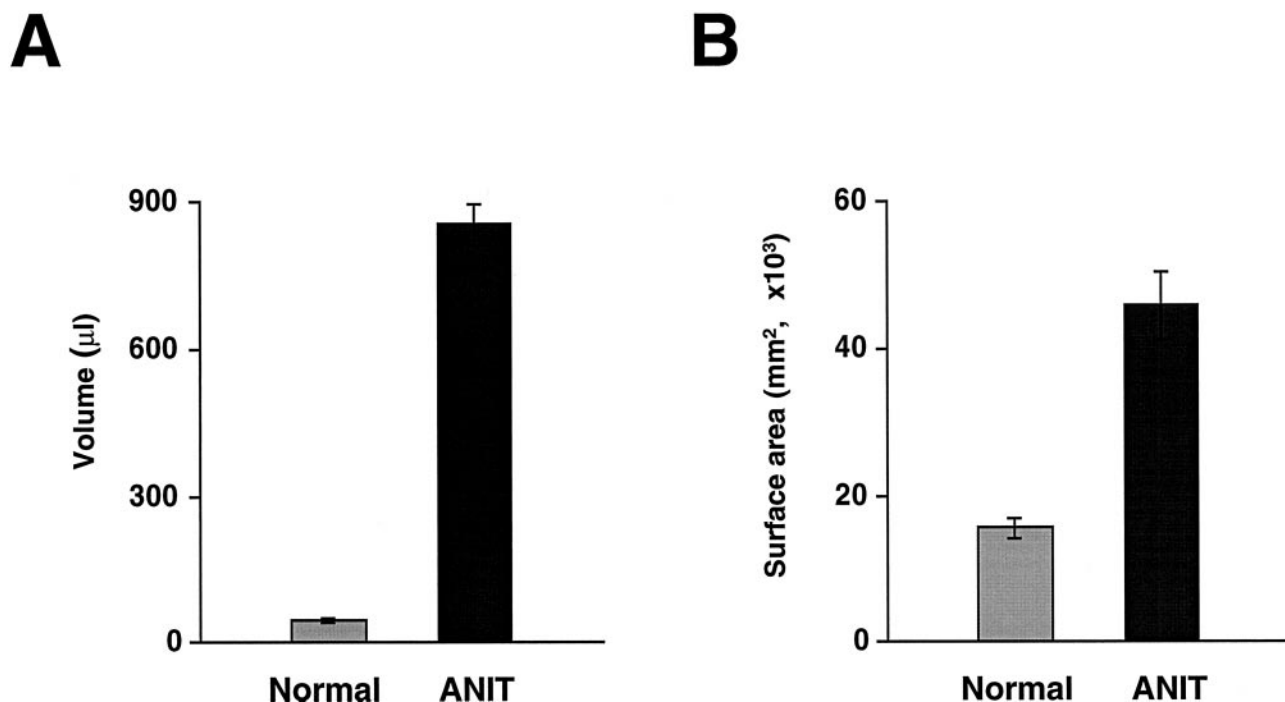 A
Volume (μl)
900
600
300
0
Normal ANIT
B
Surface area (mm², x10³)
60
40
20
0
Normal ANIT